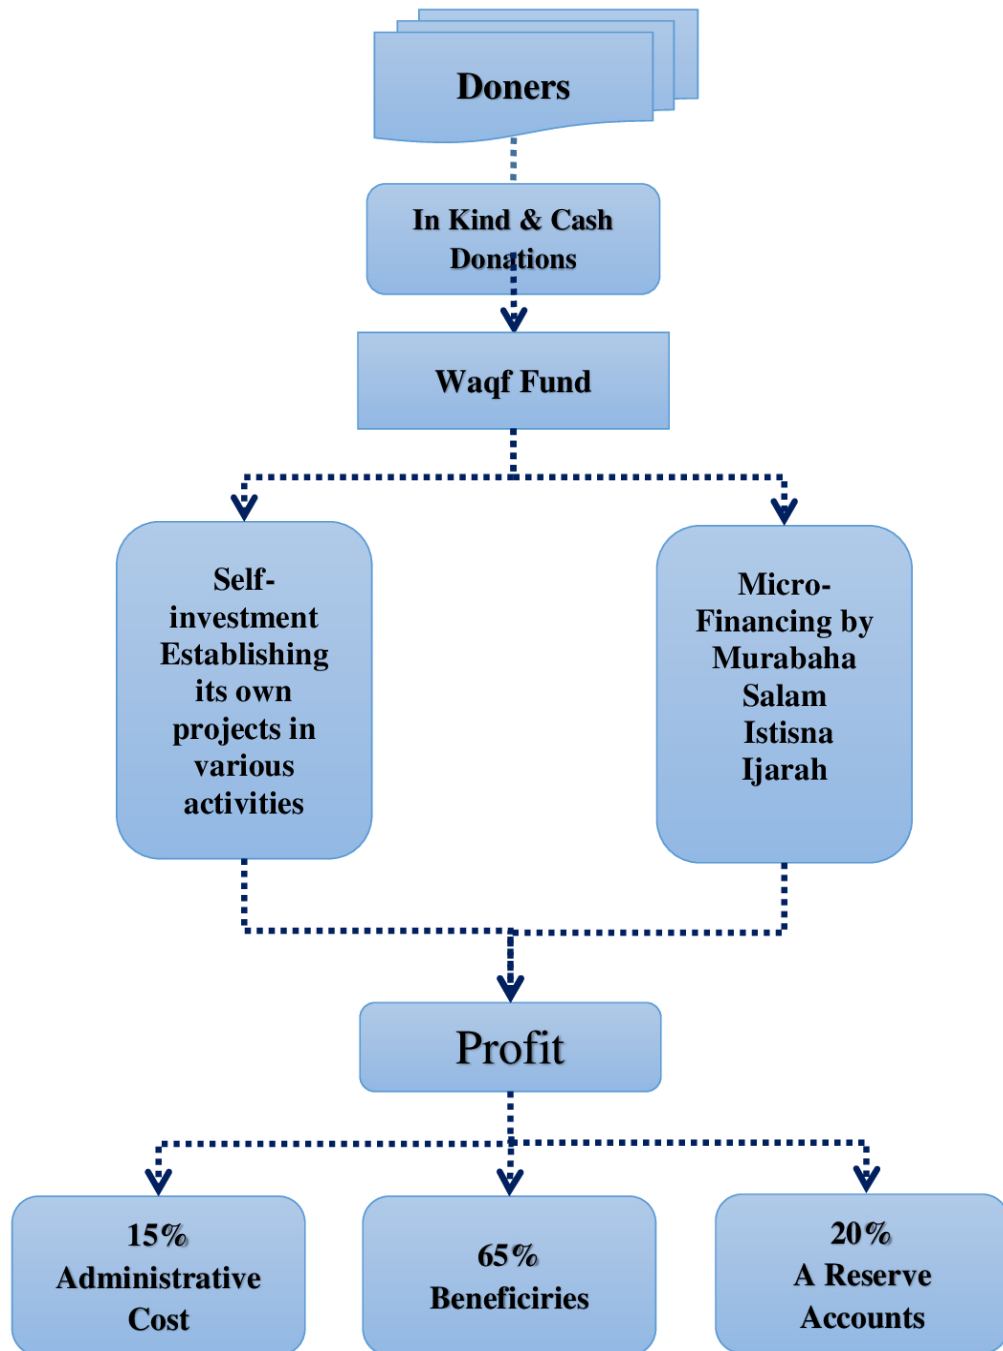 Doners
In Kind & Cash
Donations
Waqf Fund
Self-
investment
Establishing
its own
projects in
various
activities
Micro-
Financing by
Murabaha
Salam
Istisna
Ijarah
Profit
15%
Administrative
Cost
65%
Beneficiries
20%
A Reserve
Accounts